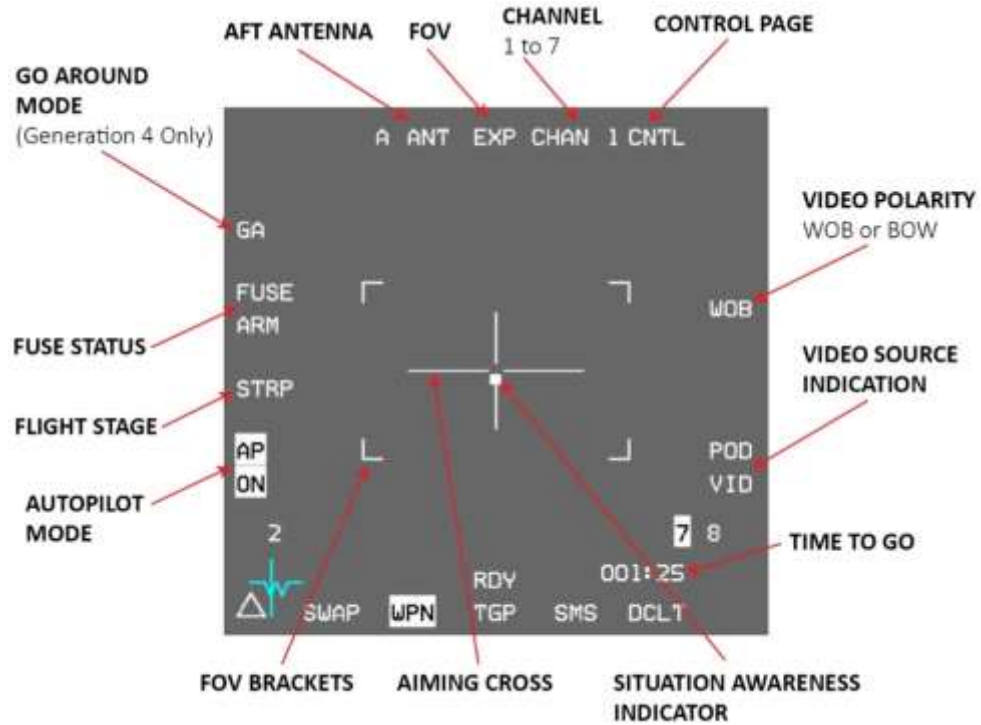 AFT ANTENNA
FOV
CHANNEL
1 to 7
CONTROL PAGE
GO AROUND
MODE
(Generation 4 Only)
A ANT EXP CHAN 1 CNTL
GA
VIDEO POLARITY
WOB or BOW
FUSE
ARM
WOB
FUSE STATUS
VIDEO SOURCE
INDICATION
STRP
FLIGHT STAGE
AP
ON
POD
VID
AUTOPILOT
MODE
2
7 8
TIME TO GO
RDY
001:25
SWAP WPN TGP SMS DCLT
FOV BRACKETS
AIMING CROSS
SITUATION AWARENESS
INDICATOR